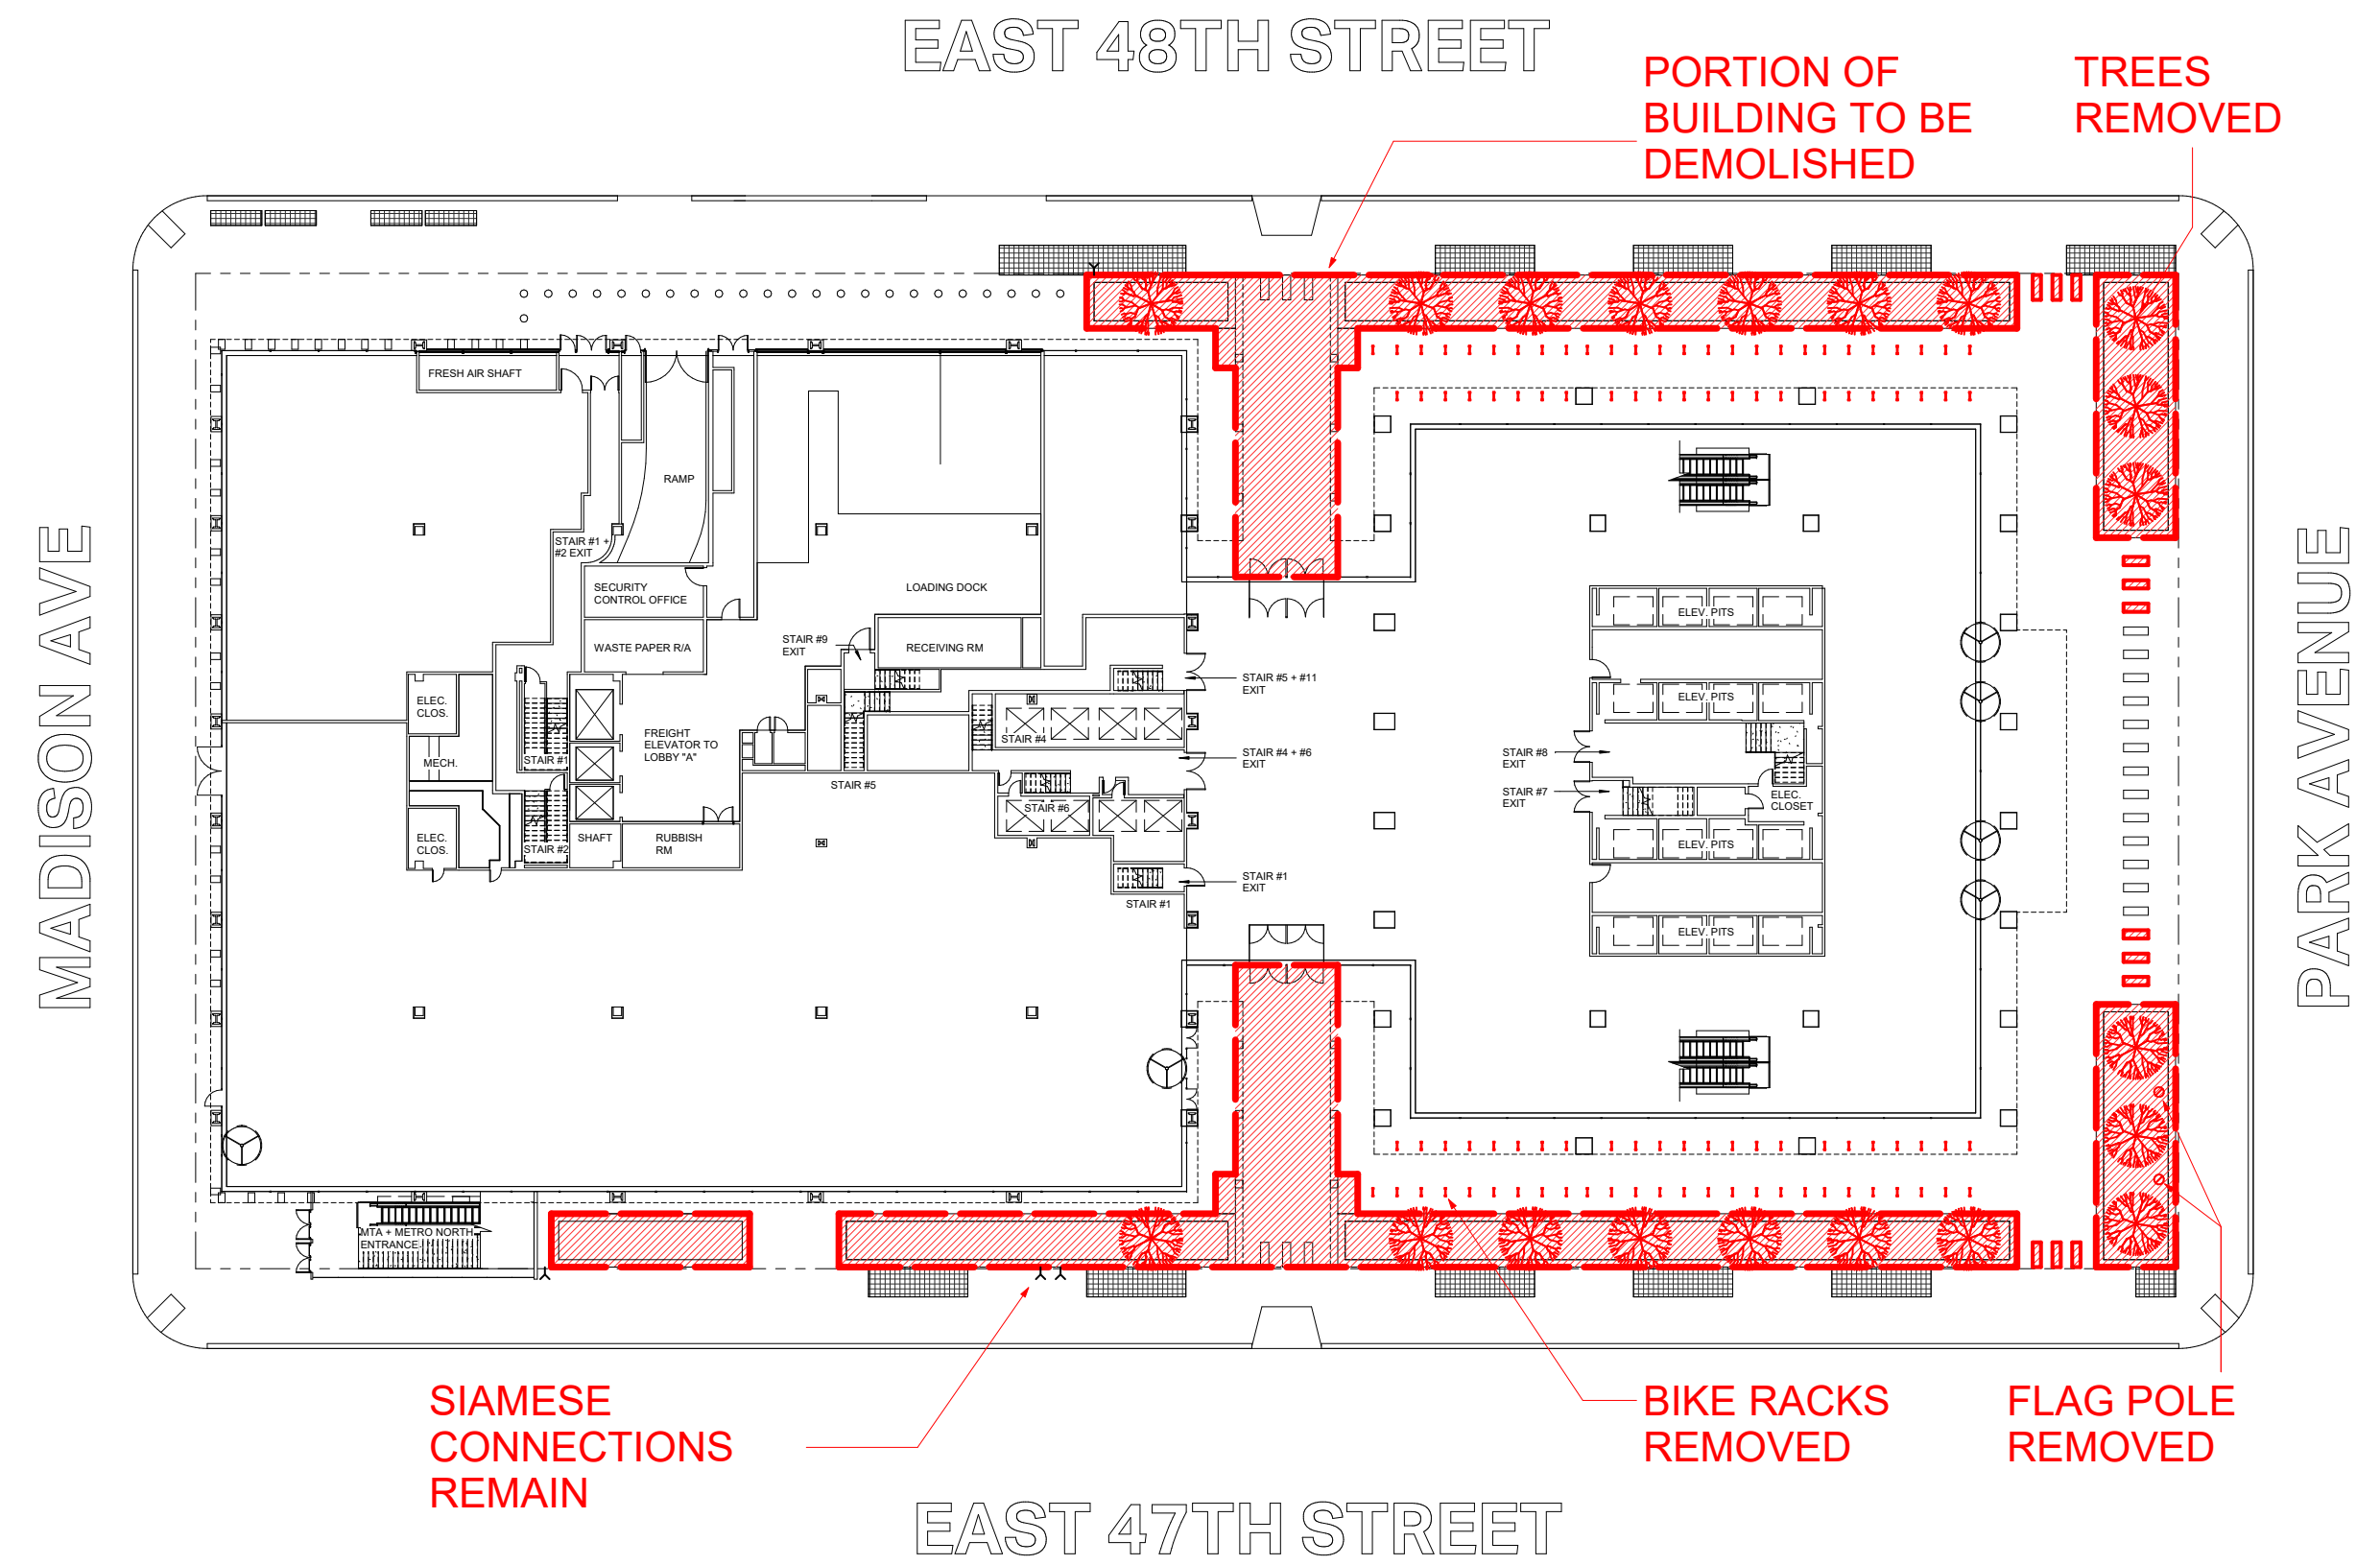 EAST 48TH STREET
PORTION OF
BUILDING TO BE
DEMOLISHED
TREES
REMOVED
MADISON AVE
PARK AVENUE
FRESH AIR SHAFT
RAMP
STAIR #1 +
#2 EXIT
SECURITY
CONTROL OFFICE
LOADING DOCK
WASTE PAPER R/A
STAIR #9
EXIT
RECEIVING RM
ELEV. PITS
STAIR #5 + #11
EXIT
ELEC.
CLOS.
ELEV. PITS
FREIGHT
ELEVATOR TO
LOBBY "A"
STAIR #4
STAIR #4 + #6
EXIT
STAIR #8
EXIT
MECH.
STAIR #1
STAIR #5
STAIR #7
EXIT
ELEC.
CLOSET
STAIR #6
ELEC.
CLOS.
STAIR #2
SHAFT
RUBBISH
RM
ELEV. PITS
STAIR #1
EXIT
STAIR #1
ELEV. PITS
MTA + METRO NORTH
ENTRANCE
SIAMESE
CONNECTIONS
REMAIN
BIKE RACKS
REMOVED
FLAG POLE
REMOVED
EAST 47TH STREET